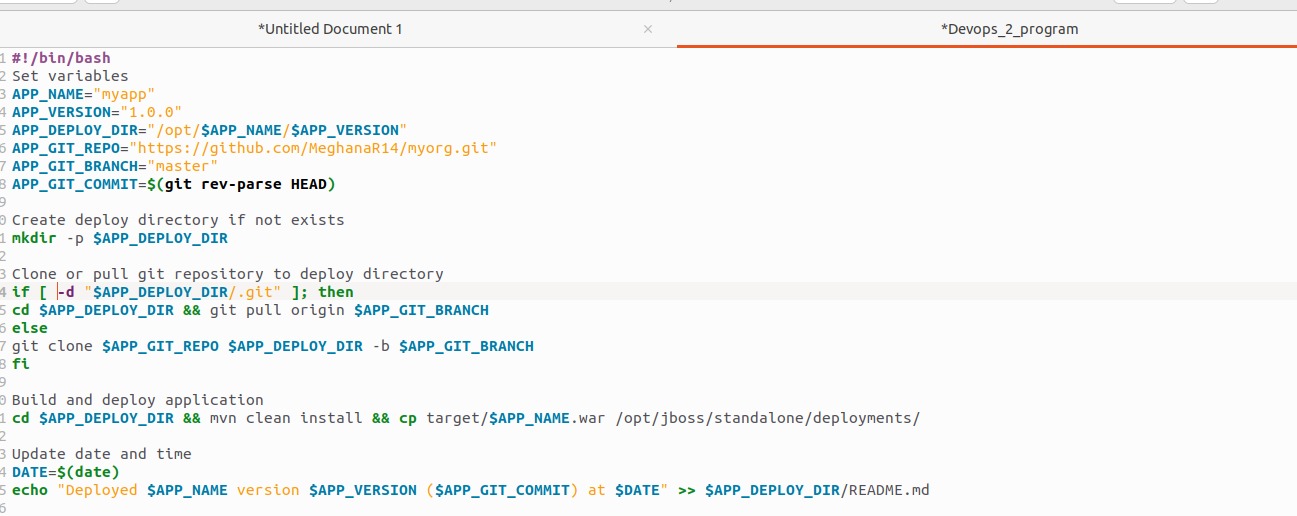 *Untitled Document 1 × *Devops_2_program
1 #!/bin/bash
2 Set variables
3 APP_NAME="myapp"
4 APP_VERSION="1.0.0"
5 APP_DEPLOY_DIR="/opt/$APP_NAME/$APP_VERSION"
6 APP_GIT_REPO="https://github.com/MeghanaR14/myorg.git"
7 APP_GIT_BRANCH="master"
8 APP_GIT_COMMIT=$(git rev-parse HEAD)
9
0 Create deploy directory if not exists
1 mkdir -p $APP_DEPLOY_DIR
2
3 Clone or pull git repository to deploy directory
4 if [ -d "$APP_DEPLOY_DIR/.git" ]; then
5 cd $APP_DEPLOY_DIR && git pull origin $APP_GIT_BRANCH
6 else
7 git clone $APP_GIT_REPO $APP_DEPLOY_DIR -b $APP_GIT_BRANCH
8 fi
9
0 Build and deploy application
1 cd $APP_DEPLOY_DIR && mvn clean install && cp target/$APP_NAME.war /opt/jboss/standalone/deployments/
2
3 Update date and time
4 DATE=$(date)
5 echo "Deployed $APP_NAME version $APP_VERSION ($APP_GIT_COMMIT) at $DATE" >> $APP_DEPLOY_DIR/README.md
6